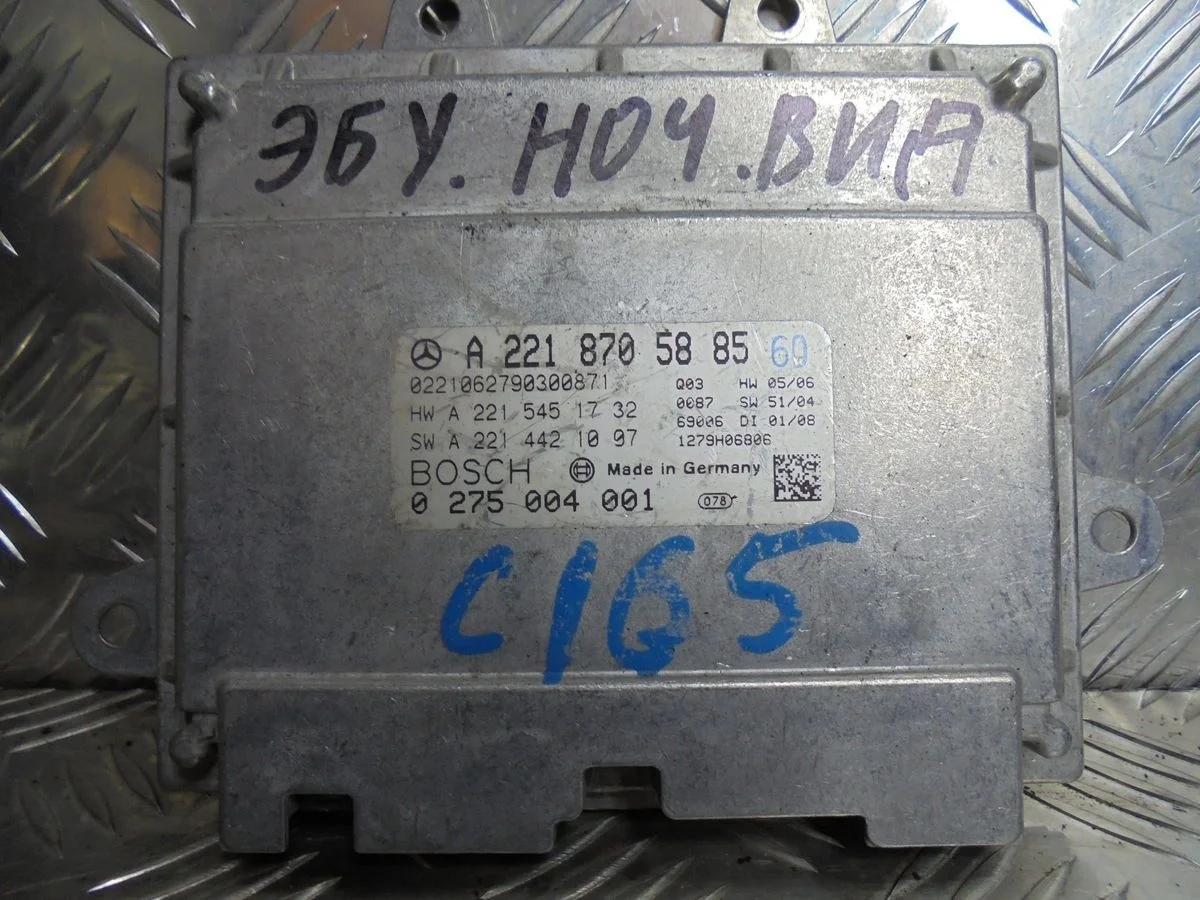 ЭБУ. НОЧ. ВИД
A 221 870 58 85 60
0221062790300871 Q03 HW 05/06
HW A 221 545 17 32 0087 SW 51/04
69006 DI 01/08
SW A 221 442 10 97 1279H06806
BOSCH Made in Germany
0 275 004 001 078
C165